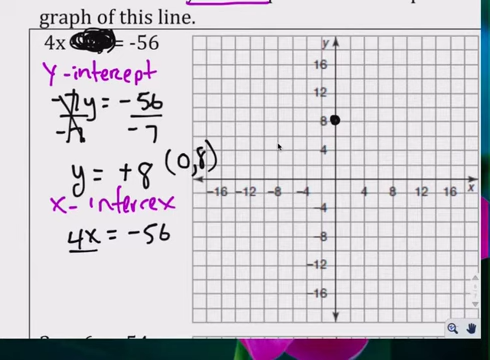 graph of this line.
4x = -56
Y-intercept
-7y = -56
-7 -7
y = +8 (0,8)
x-intercex
4x = -56
y
16
12
8
4
-16 -12 -8 -4 4 8 12 16 x
-4
-8
-12
-16